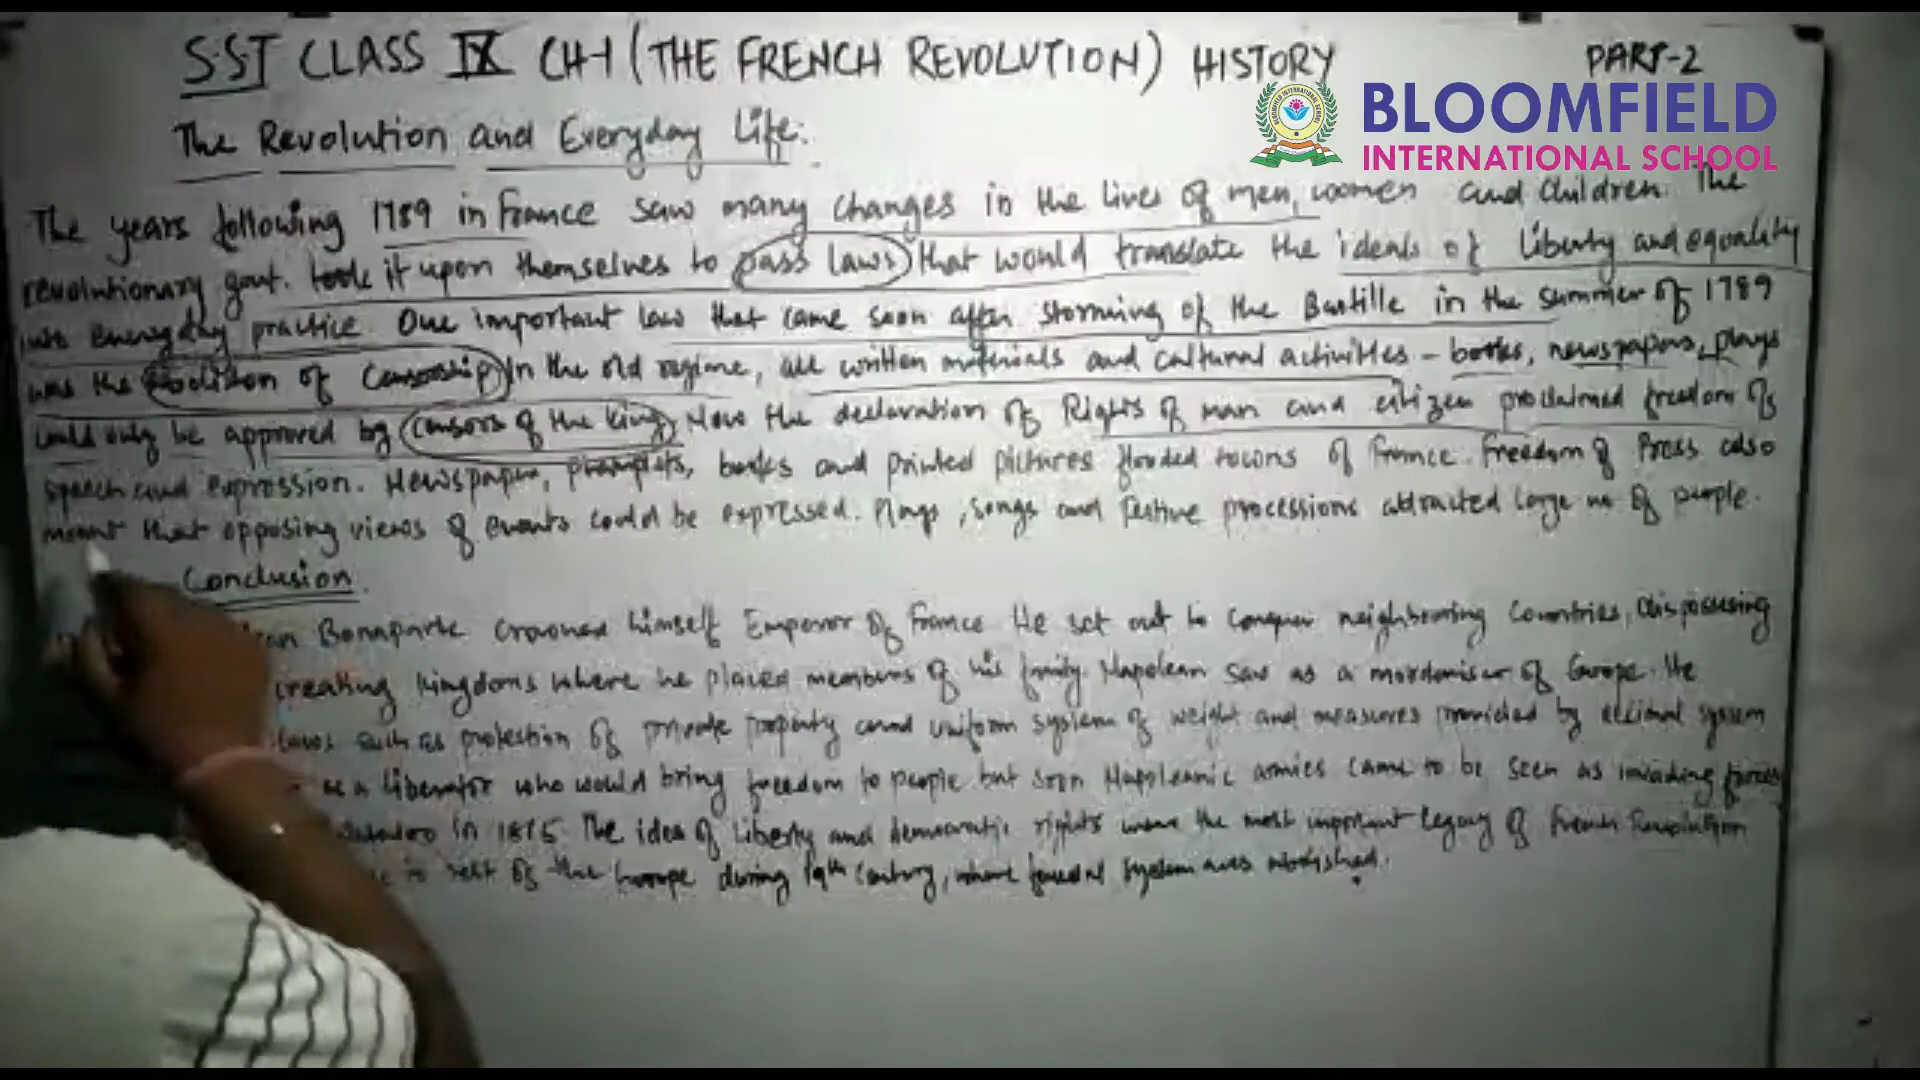 S.ST CLASS IX CH-1 (THE FRENCH REVOLUTION) HISTORY PART-2
BLOOMFIELD
INTERNATIONAL SCHOOL
The Revolution and Everyday Life:
The years following 1789 in France saw many changes in the lives of men, women and children. The
revolutionary govt. took it upon themselves to pass laws that would translate the ideals of liberty and equality
into everyday practice. One important law that came soon after storming of the Bastille in the summer of 1789
was the abolition of Censorship In the old regime, all written materials and cultural activities - books, newspapers, plays
could only be approved by censors of the king. Now the declaration of Rights of man and citizen proclaimed freedom of
speech and expression. Newspaper, books and printed pictures flooded towns of France. Freedom of Press also
meant that opposing views of events could be expressed. Plays, songs and festive processions attracted large no of people.
Conclusion
Bonaparte crowned himself Emperor of France He set out to conquer neighbouring countries,
creating kingdoms where he placed members of his family. Napolean saw as a of Europe. He
laws such as protection of private property and uniform system of weight and measures provided by system
as a liberator who would bring freedom to people but soon Napoleanic armies came to be seen as invading forces
in 1815. The idea of liberty and democratic rights were the most important legacy of French Revolution
rest of the during 19th century, where system was abolished.